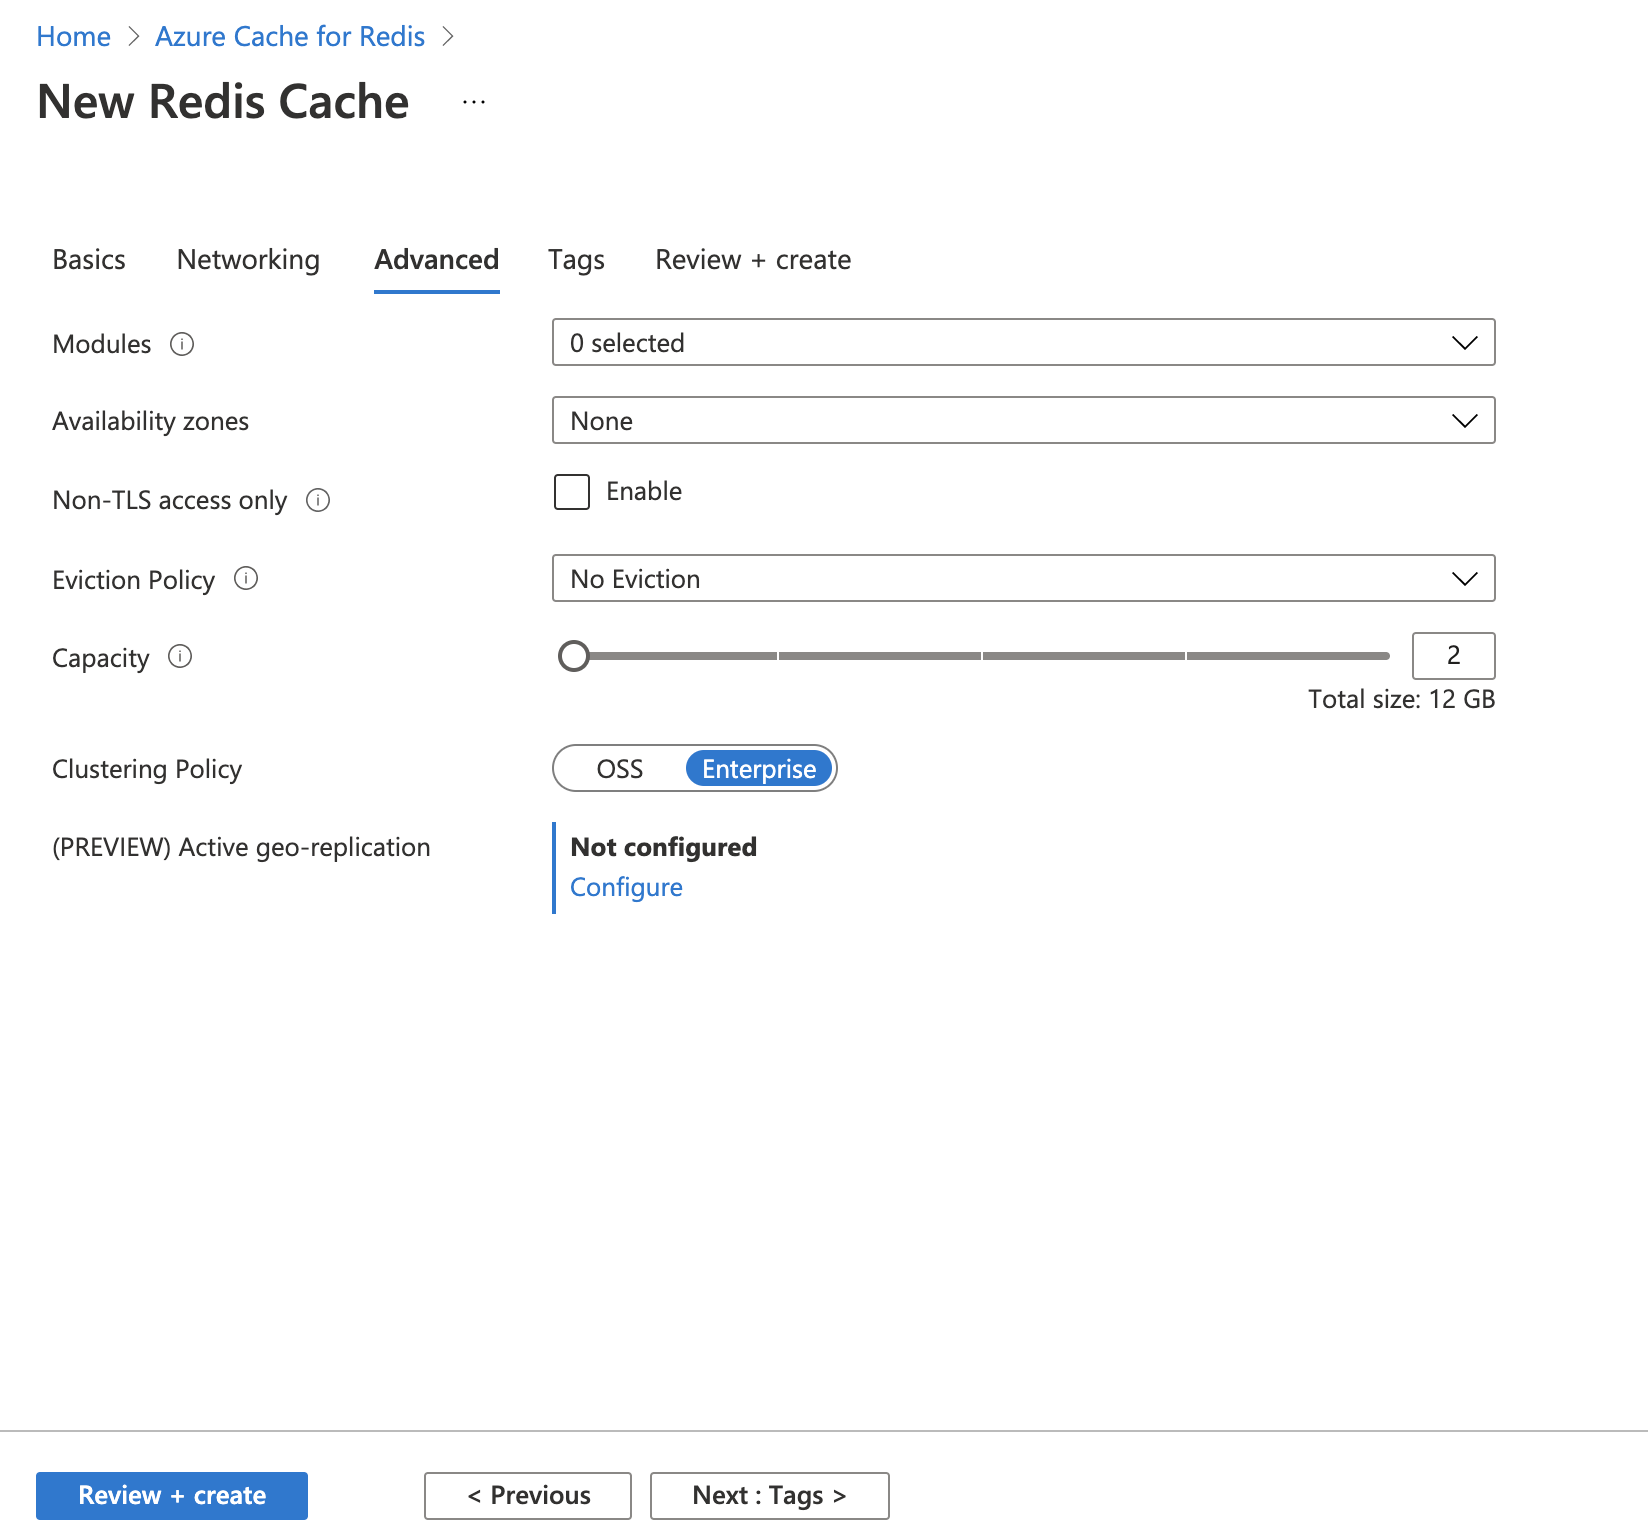 Home > Azure Cache for Redis >
New Redis Cache ...
Basics Networking Advanced Tags Review + create
Modules 0 selected
Availability zones None
Non-TLS access only Enable
Eviction Policy No Eviction
Capacity 2
Total size: 12 GB
Clustering Policy OSS Enterprise
(PREVIEW) Active geo-replication Not configured
Configure
Review + create < Previous Next : Tags >